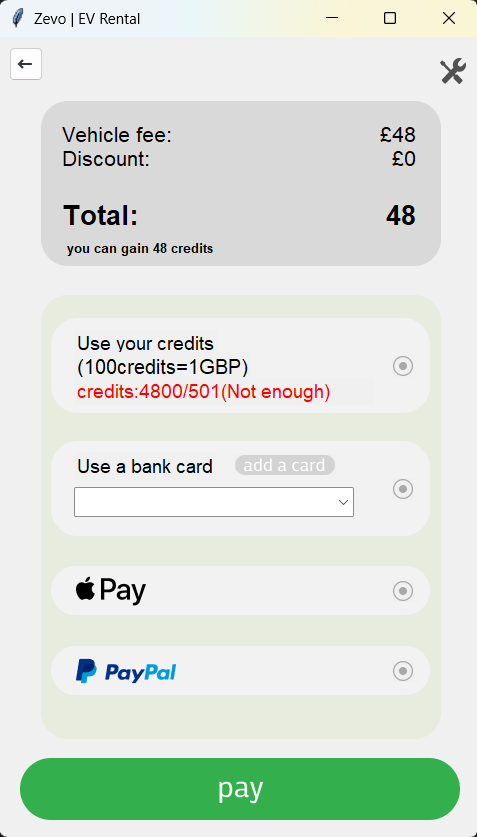 Zevo | EV Rental
Vehicle fee: £48
Discount: £0
Total: 48
you can gain 48 credits
Use your credits
(100credits=1GBP)
credits:4800/501(Not enough)
Use a bank card add a card
Pay
PayPal
pay